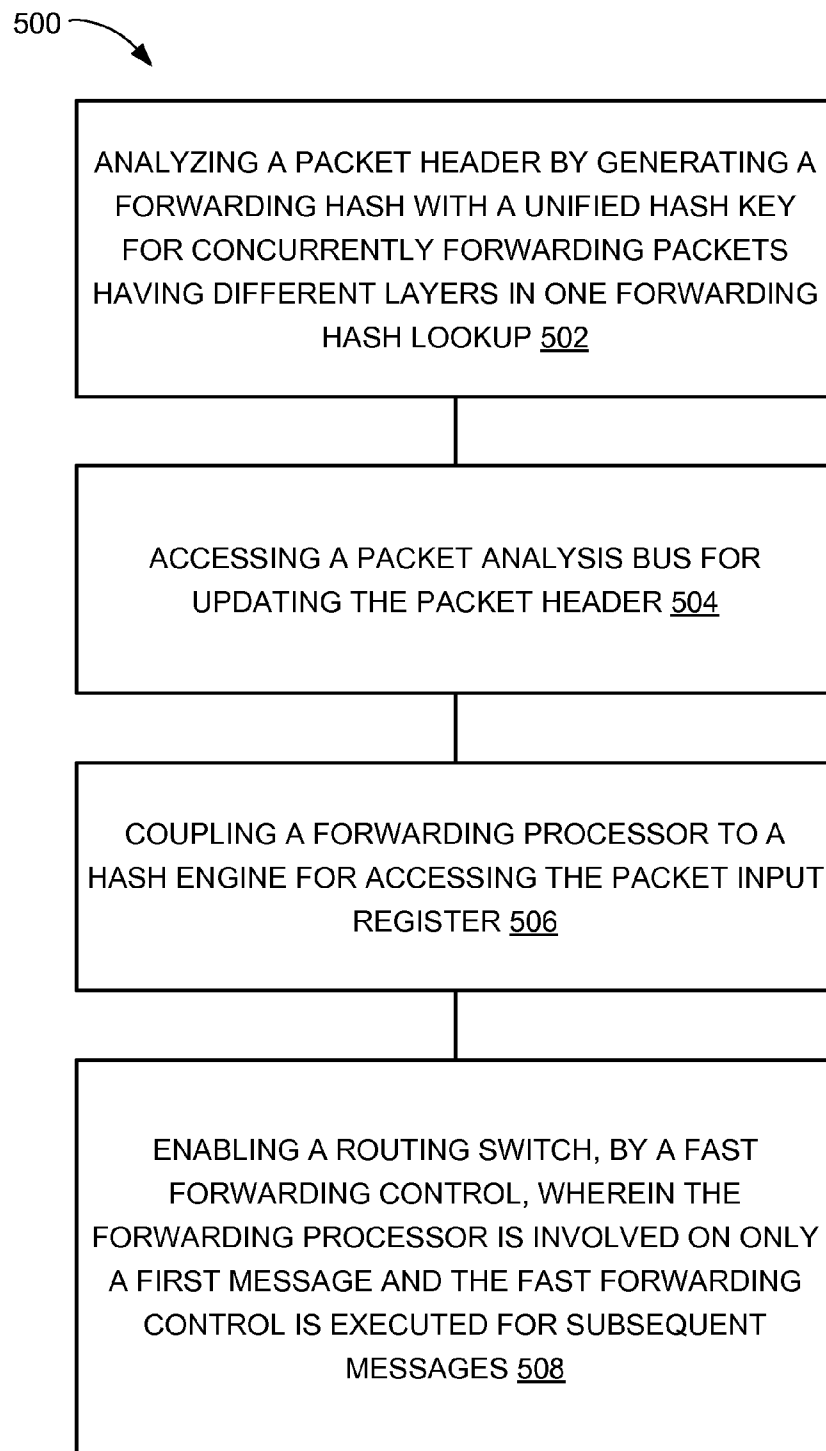 500
ANALYZING A PACKET HEADER BY GENERATING A
FORWARDING HASH WITH A UNIFIED HASH KEY
FOR CONCURRENTLY FORWARDING PACKETS
HAVING DIFFERENT LAYERS IN ONE FORWARDING
HASH LOOKUP 502
ACCESSING A PACKET ANALYSIS BUS FOR
UPDATING THE PACKET HEADER 504
COUPLING A FORWARDING PROCESSOR TO A
HASH ENGINE FOR ACCESSING THE PACKET INPUT
REGISTER 506
ENABLING A ROUTING SWITCH, BY A FAST
FORWARDING CONTROL, WHEREIN THE
FORWARDING PROCESSOR IS INVOLVED ON ONLY
A FIRST MESSAGE AND THE FAST FORWARDING
CONTROL IS EXECUTED FOR SUBSEQUENT
MESSAGES 508